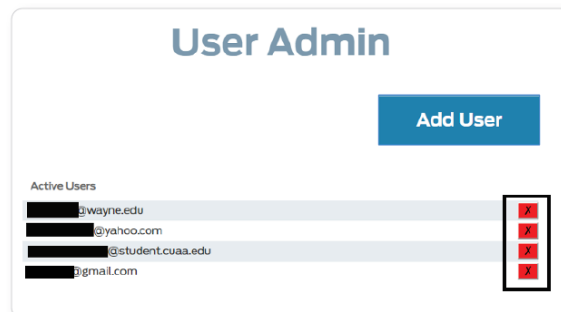 User Admin
Add User
Active Users
@wayne.edu X
@yahoo.com X
@student.cuaa.edu X
@gmail.com X